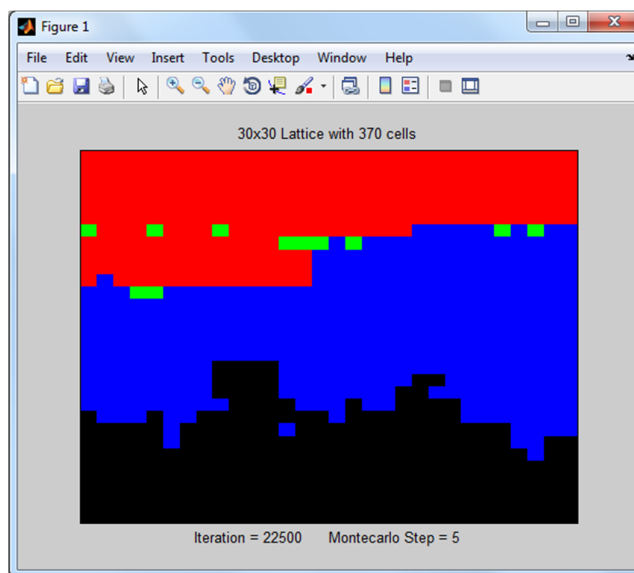 Figure 1
File Edit View Insert Tools Desktop Window Help
30x30 Lattice with 370 cells
Iteration = 22500 Montecarlo Step = 5